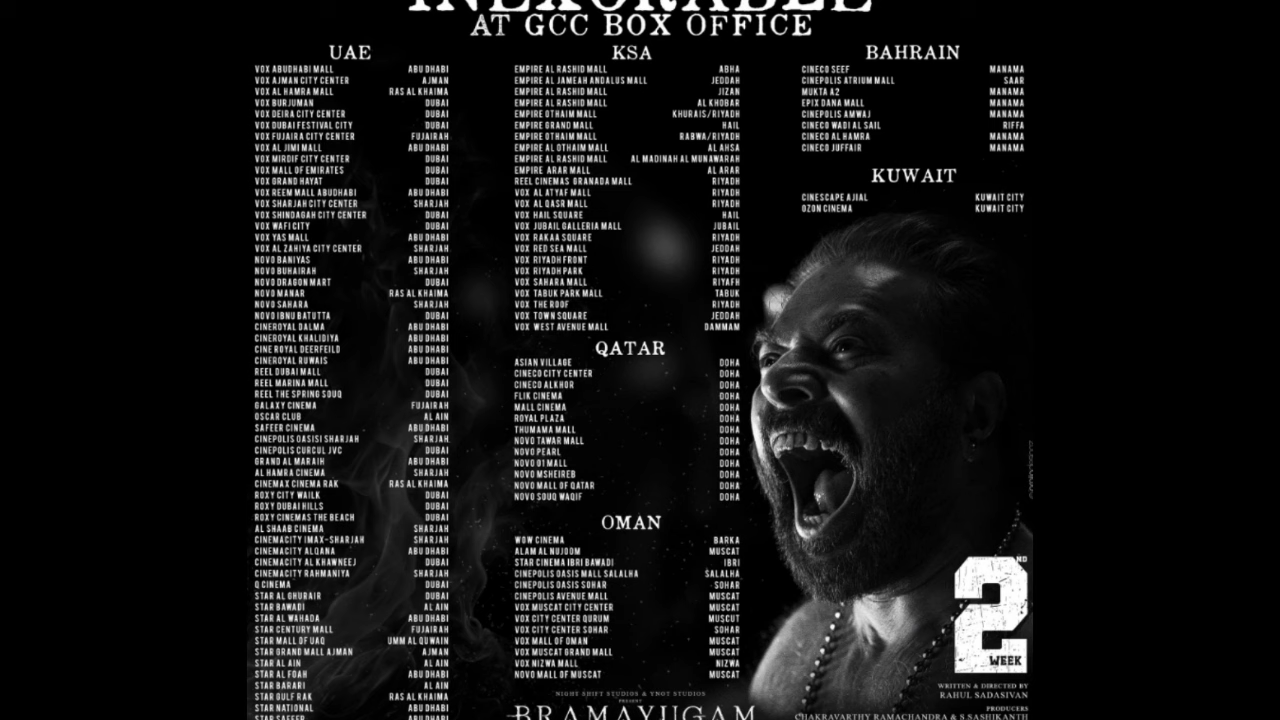 INEXORABLE
AT GCC BOX OFFICE
UAE
VOX ABUDHABI MALL ABU DHABI
VOX AJMAN CITY CENTER AJMAN
VOX AL HAMRA MALL RAS AL KHAIMA
VOX BURJUMAN DUBAI
VOX DEIRA CITY CENTER DUBAI
VOX DUBAI FESTIVAL CITY DUBAI
VOX FUJAIRA CITY CENTER FUJAIRAH
VOX AL JIMI MALL ABU DHABI
VOX MIRDIF CITY CENTER DUBAI
VOX MALL OF EMIRATES DUBAI
VOX GRAND HAYAT DUBAI
VOX REEM MALL ABUDHABI ABU DHABI
VOX SHARJAH CITY CENTER SHARJAH
VOX SHINDAGAH CITY CENTER DUBAI
VOX WAFI CITY DUBAI
VOX YAS MALL ABU DHABI
VOX AL ZAHIYA CITY CENTER SHARJAH
NOVO BANIYAS ABU DHABI
NOVO BUHAIRAH SHARJAH
NOVO DRAGON MART DUBAI
NOVO MANAR RAS AL KHAIMA
NOVO SAHARA SHARJAH
NOVO IBNU BATUTTA DUBAI
CINEROYAL DALMA ABU DHABI
CINEROYAL KHALIDIYA ABU DHABI
CINE ROYAL DEERFEILD ABU DHABI
CINEROYAL RUWAIS ABU DHABI
REEL DUBAI MALL DUBAI
REEL MARINA MALL DUBAI
REEL THE SPRING SOUQ DUBAI
GALAXY CINEMA FUJAIRAH
OSCAR CLUB AL AIN
SAFEER CINEMA ABU DHABI
CINEPOLIS OASISI SHARJAH SHARJAH
CINEPOLIS CURCUL JVC DUBAI
GRAND AL MARAIH ABU DHABI
AL HAMRA CINEMA SHARJAH
CINEMAX CINEMA RAK RAS AL KHAIMA
ROXY CITY WAILK DUBAI
ROXY DUBAI HILLS DUBAI
ROXY CINEMAS THE BEACH DUBAI
AL SHAAB CINEMA SHARJAH
CINEMACITY IMAX-SHARJAH SHARJAH
CINEMACITY ALQANA ABU DHABI
CINEMACITY AL KHAWNEEJ DUBAI
CINEMACITY RAHMANIYA SHARJAH
Q CINEMA DUBAI
STAR AL GHURAIR DUBAI
STAR BAWADI AL AIN
STAR AL WAHADA ABU DHABI
STAR CENTURY MALL FUJAIRAH
STAR MALL OF UAQ UMM AL QUWAIN
STAR GRAND MALL AJMAN AJMAN
STAR AL AIN AL AIN
STAR AL FOAH ABU DHABI
STAR BARARI AL AIN
STAR GULF RAK RAS AL KHAIMA
STAR NATIONAL ABU DHABI
STAR SAFEER ABU DHABI
KSA
EMPIRE AL RASHID MALL ABHA
EMPIRE AL JAMEAH ANDALUS MALL JEDDAH
EMPIRE AL RASHID MALL JIZAN
EMPIRE AL RASHID MALL AL KHOBAR
EMPIRE OTHAIM MALL KHURAIS/RIYADH
EMPIRE GRAND MALL HAIL
EMPIRE OTHAIM MALL RABWA/RIYADH
EMPIRE AL OTHAIM MALL AL AHSA
EMPIRE AL RASHID MALL AL MADINAH AL MUNAWARAH
EMPIRE ARAR MALL AL ARAR
REEL CINEMAS GRANADA MALL RIYADH
VOX AL ATYAF MALL RIYADH
VOX AL QASR MALL RIYADH
VOX HAIL SQUARE HAIL
VOX JUBAIL GALLERIA MALL JUBAIL
VOX RAKAA SQUARE RIYADH
VOX RED SEA MALL JEDDAH
VOX RIYADH FRONT RIYADH
VOX RIYADH PARK RIYADH
VOX SAHARA MALL RIYAFH
VOX TABUK PARK MALL TABUK
VOX THE ROOF RIYADH
VOX TOWN SQUARE JEDDAH
VOX WEST AVENUE MALL DAMMAM
QATAR
ASIAN VILLAGE DOHA
CINECO CITY CENTER DOHA
CINECO ALKHOR DOHA
FLIK CINEMA DOHA
MALL CINEMA DOHA
ROYAL PLAZA DOHA
THUMAMA MALL DOHA
NOVO TAWAR MALL DOHA
NOVO PEARL DOHA
NOVO 01 MALL DOHA
NOVO MSHEIREB DOHA
NOVO MALL OF QATAR DOHA
NOVO SOUQ WAQIF DOHA
OMAN
WOW CINEMA BARKA
ALAM AL NUJOOM MUSCAT
STAR CINEMA IBRI BAWADI IBRI
CINEPOLIS OASIS MALL SALALHA SALALHA
CINEPOLIS OASIS SOHAR SOHAR
CINEPOLIS AVENUE MALL MUSCAT
VOX MUSCAT CITY CENTER MUSCAT
VOX CITY CENTER QURUM MUSCUT
VOX CITY CENTER SOHAR SOHAR
VOX MALL OF OMAN MUSCAT
VOX MUSCAT GRAND MALL MUSCAT
VOX NIZWA MALL NIZWA
NOVO MALL OF MUSCAT MUSCAT
BAHRAIN
CINECO SEEF MANAMA
CINEPOLIS ATRIUM MALL SAAR
MUKTA A2 MANAMA
EPIX DANA MALL MANAMA
CINEPOLIS AMWAJ MANAMA
CINECO WADI AL SAIL RIFFA
CINECO AL HAMRA MANAMA
CINECO JUFFAIR MANAMA
KUWAIT
CINESCAPE AJIAL KUWAIT CITY
OZON CINEMA KUWAIT CITY
2ND
WEEK
NIGHT SHIFT STUDIOS & YNOT STUDIOS
PRESENT
BRAMAYUGAM
WRITTEN & DIRECTED BY
RAHUL SADASIVAN
PRODUCERS
CHAKRAVARTHY RAMACHANDRA & S.SASHIKANTH